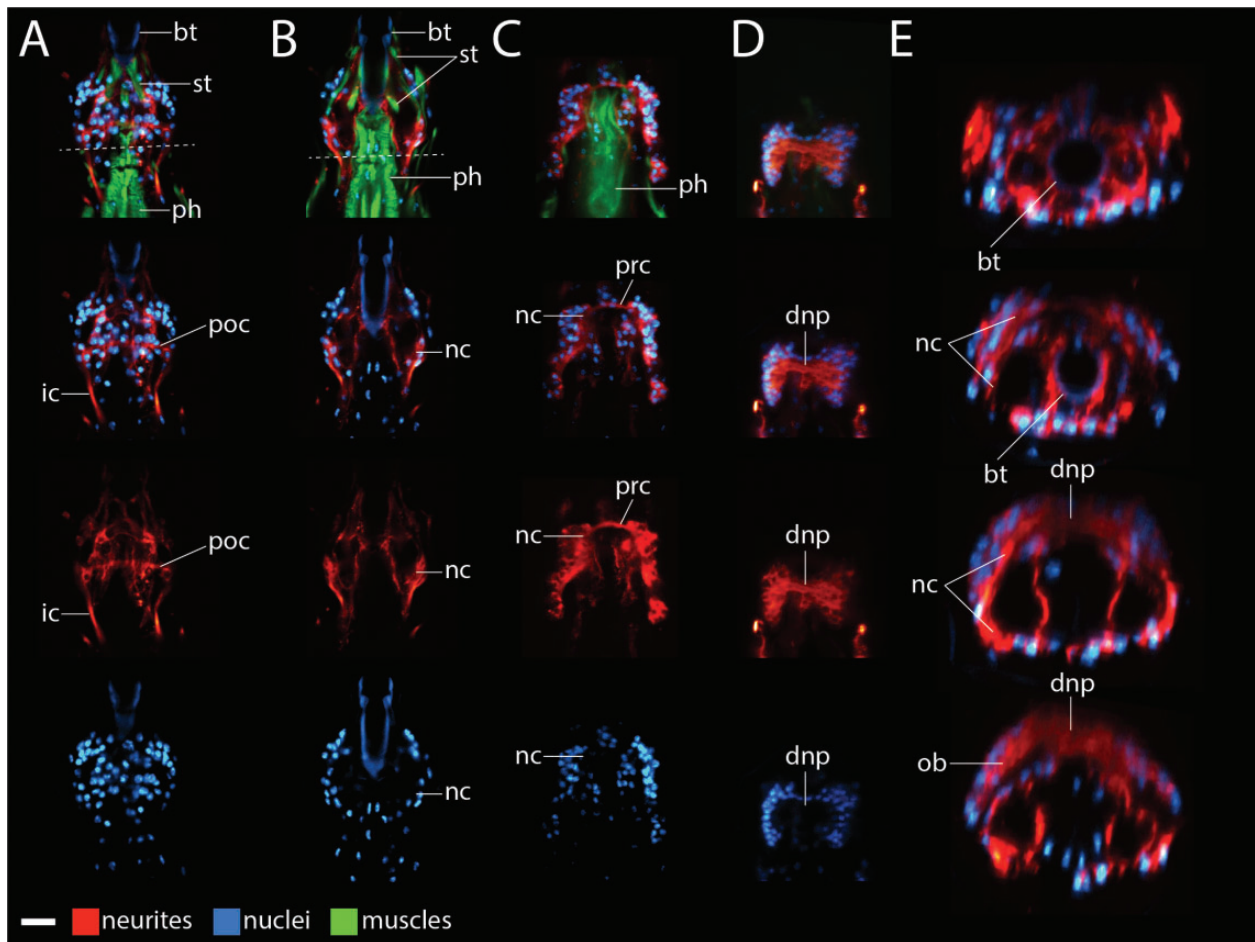 A B C D E
bt bt
st st
ph ph ph
bt
prc
poc nc nc dnp nc
ic
bt
dnp
prc
poc nc nc dnp nc
ic
dnp
nc nc dnp ob
neurites nuclei muscles